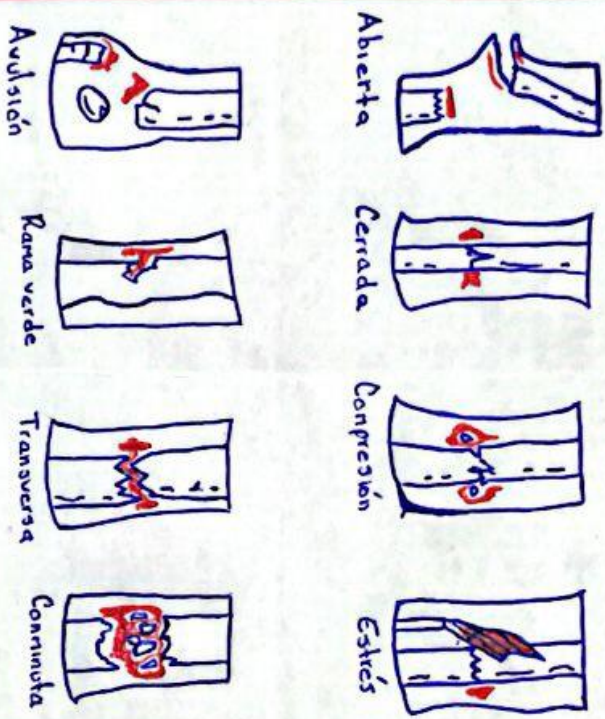 Abierta
Cerrada
Conpresión
Estrés
Avulsión
Rama verde
Transversa
Conminuta